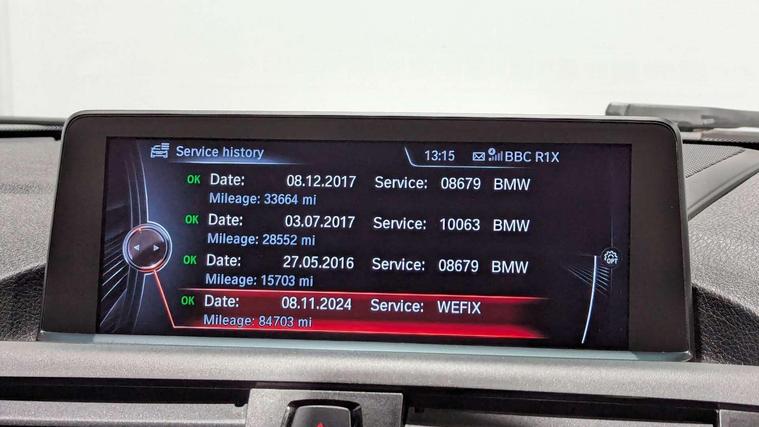 Service history 13:15 BBC R1X
OK Date: 08.12.2017 Service: 08679 BMW
Mileage: 33664 mi
OK Date: 03.07.2017 Service: 10063 BMW
Mileage: 28552 mi
OK Date: 27.05.2016 Service: 08679 BMW
Mileage: 15703 mi
OK Date: 08.11.2024 Service: WEFIX
Mileage: 84703 mi
OPT